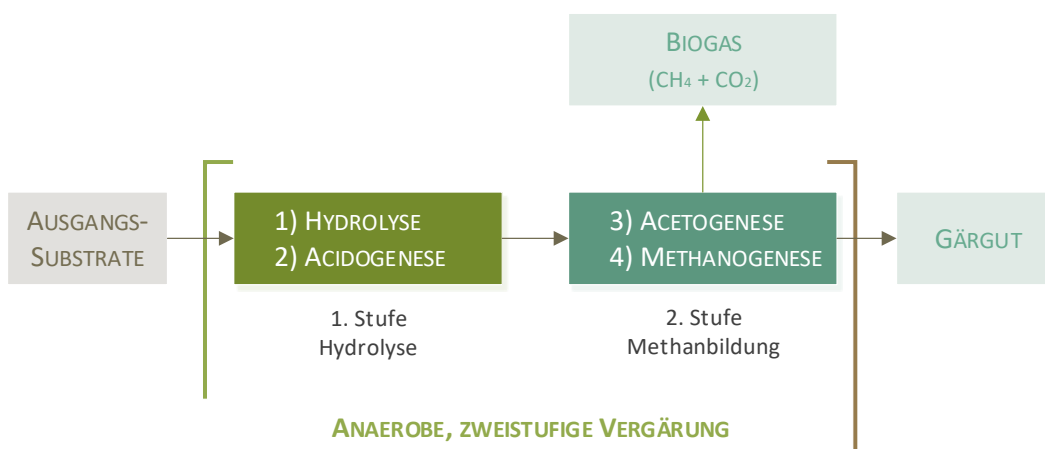 BIOGAS
(CH₄ + CO₂)
AUSGANGS-
SUBSTRATE
1) HYDROLYSE
2) ACIDOGENESE
3) ACETOGENESE
4) METHANOGENESE
GÄRGUT
1. Stufe
Hydrolyse
2. Stufe
Methanbildung
ANAEROBE, ZWEISTUFIGE VERGÄRUNG